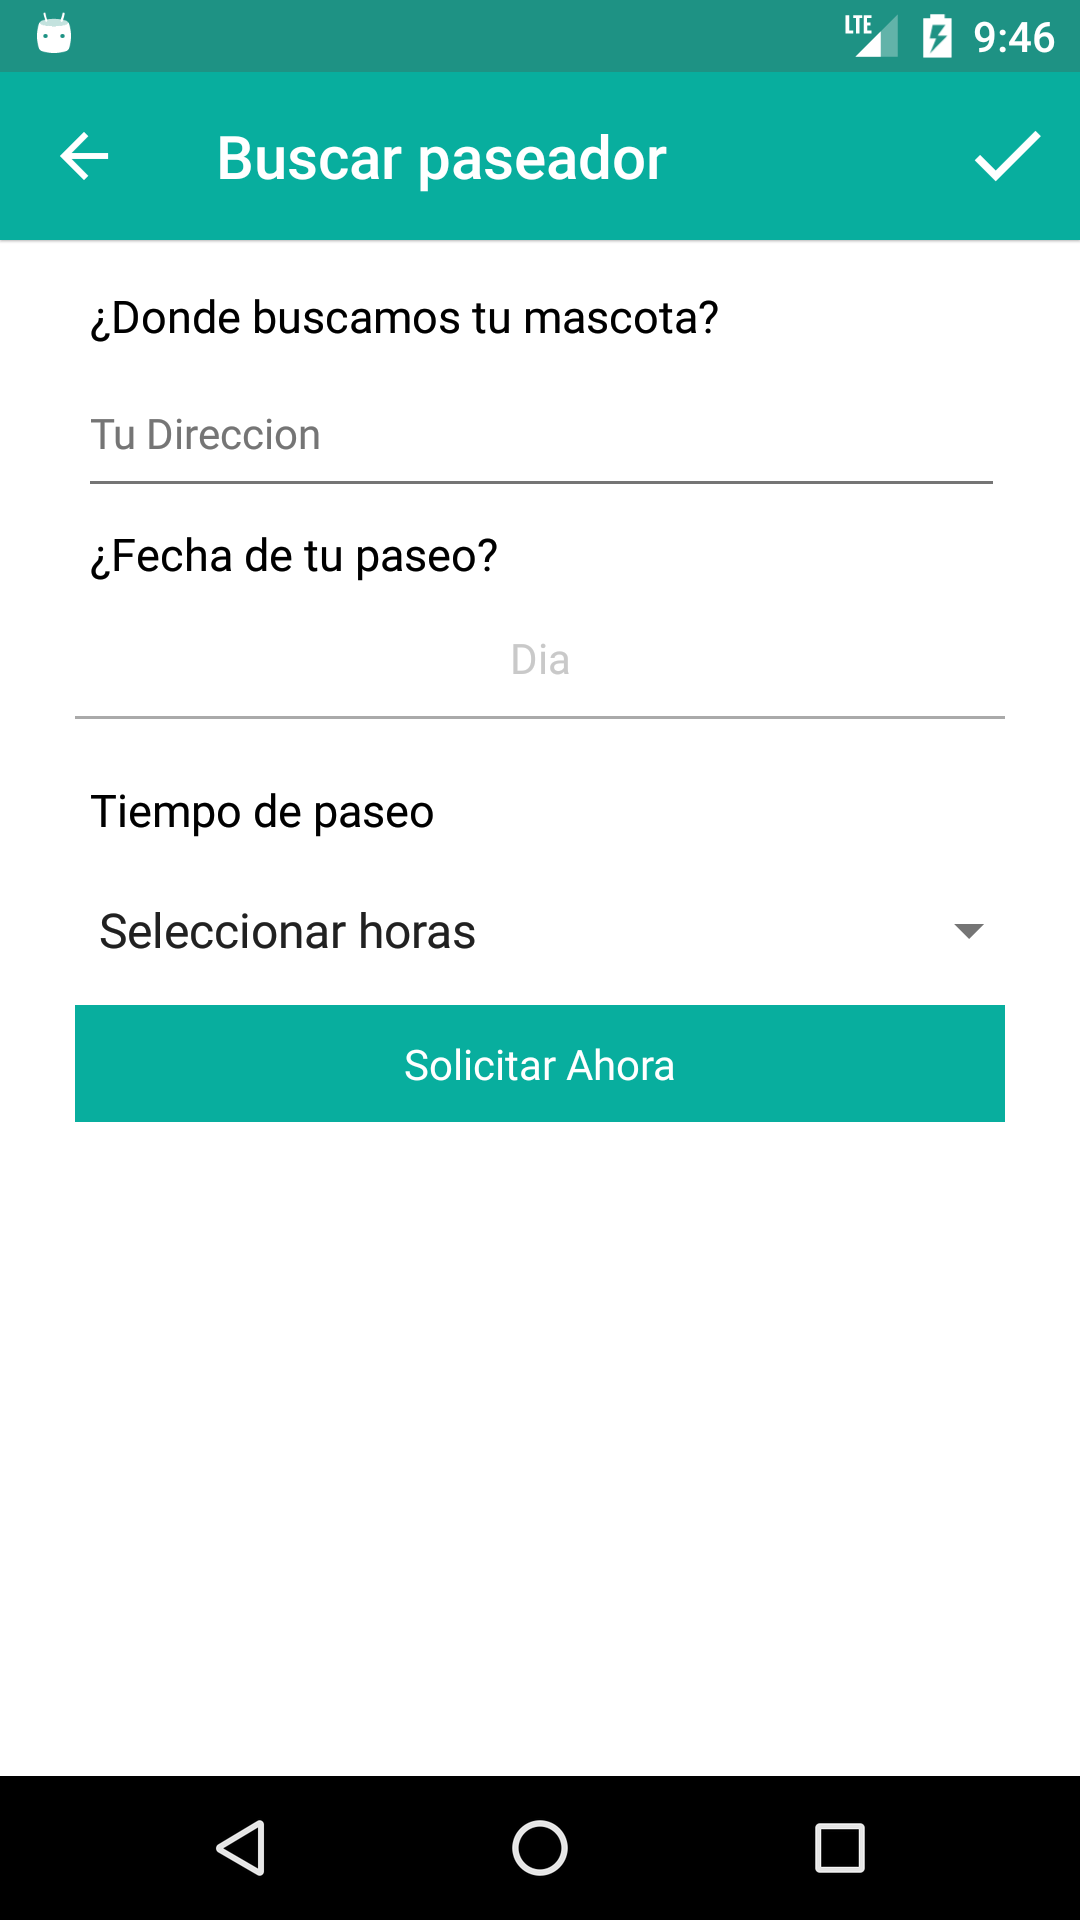 LTE 9:46
Buscar paseador
¿Donde buscamos tu mascota?
Tu Direccion
¿Fecha de tu paseo?
Dia
Tiempo de paseo
Seleccionar horas
Solicitar Ahora